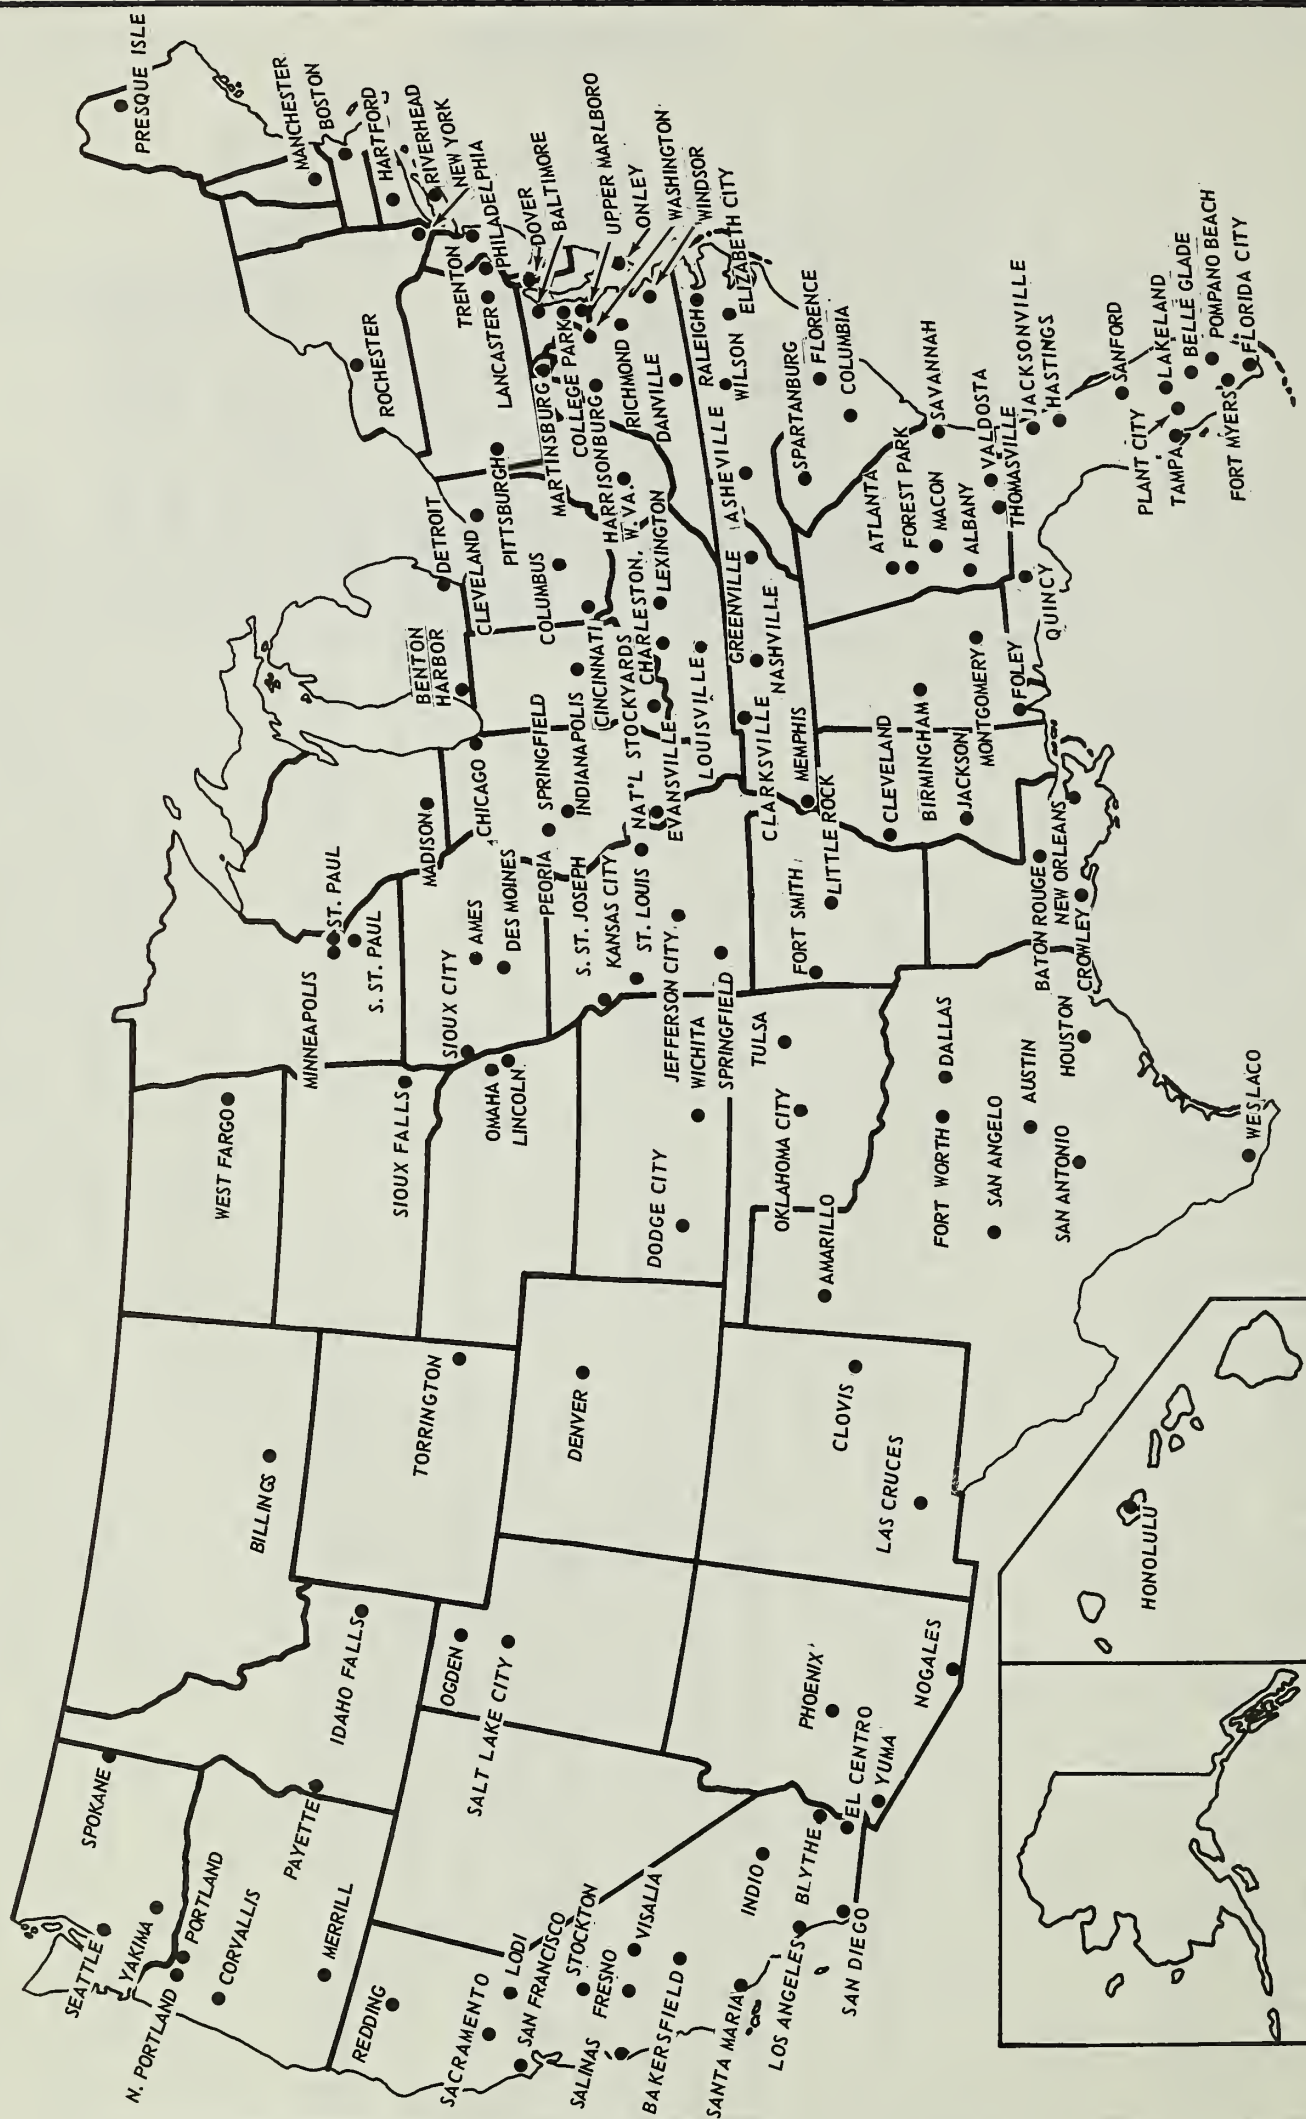 SEATTLE
SPOKANE
YAKIMA
N. PORTLAND
PORTLAND
CORVALLIS
PAYETTE
MERRILL
IDAHO FALLS
BILLINGS
WEST FARGO
MINNEAPOLIS
ST. PAUL
S. ST. PAUL
SIOUX FALLS
SIOUX CITY
TORRINGTON
OMAHA
LINCOLN
AMES
DES MOINES
MADISON
CHICAGO
BENTON
HARBOR
DETROIT
CLEVELAND
PITTSBURGH
ROCHESTER
PRESQUE ISLE
MANCHESTER
BOSTON
HARTFORD
RIVERHEAD
NEW YORK
PHILADELPHIA
TRENTON
LANCASTER
DOVER
BALTIMORE
UPPER MARLBORO
ONLEY
WASHINGTON
WINDSOR
ELIZABETH CITY
MARTINSBURG
COLLEGE PARK
HARRISONBURG
RICHMOND
DANVILLE
RALEIGH
WILSON
CHARLESTON, W. VA.
LEXINGTON
ASHEVILLE
GREENVILLE
SPARTANBURG
FLORENCE
COLUMBIA
COLUMBUS
CINCINNATI
SPRINGFIELD
INDIANAPOLIS
NAT'L STOCKYARDS
EVANSVILLE
LOUISVILLE
CLARKSVILLE
NASHVILLE
MEMPHIS
PEORIA
S. ST. JOSEPH
KANSAS CITY
ST. LOUIS
JEFFERSON CITY
WICHITA
SPRINGFIELD
DODGE CITY
DENVER
OGDEN
SALT LAKE CITY
REDDING
SACRAMENTO
LODI
SAN FRANCISCO
STOCKTON
SALINAS
FRESNO
VISALIA
BAKERSFIELD
SANTA MARIA
LOS ANGELES
INDIO
BLYTHE
SAN DIEGO
EL CENTRO
YUMA
PHOENIX
NOGALES
LAS CRUCES
CLOVIS
AMARILLO
OKLAHOMA CITY
TULSA
FORT SMITH
LITTLE ROCK
CLEVELAND
BIRMINGHAM
JACKSON
MONTGOMERY
ATLANTA
FOREST PARK
MACON
ALBANY
SAVANNAH
VALDOSTA
THOMASVILLE
JACKSONVILLE
HASTINGS
FOLEY
QUINCY
SANFORD
LAKELAND
BELLE GLADE
POMPANO BEACH
FLORIDA CITY
PLANT CITY
TAMPA
FORT MYERS
FORT WORTH
DALLAS
SAN ANGELO
AUSTIN
SAN ANTONIO
HOUSTON
BATON ROUGE
NEW ORLEANS
CROWLEY
WESLACO
HONOLULU